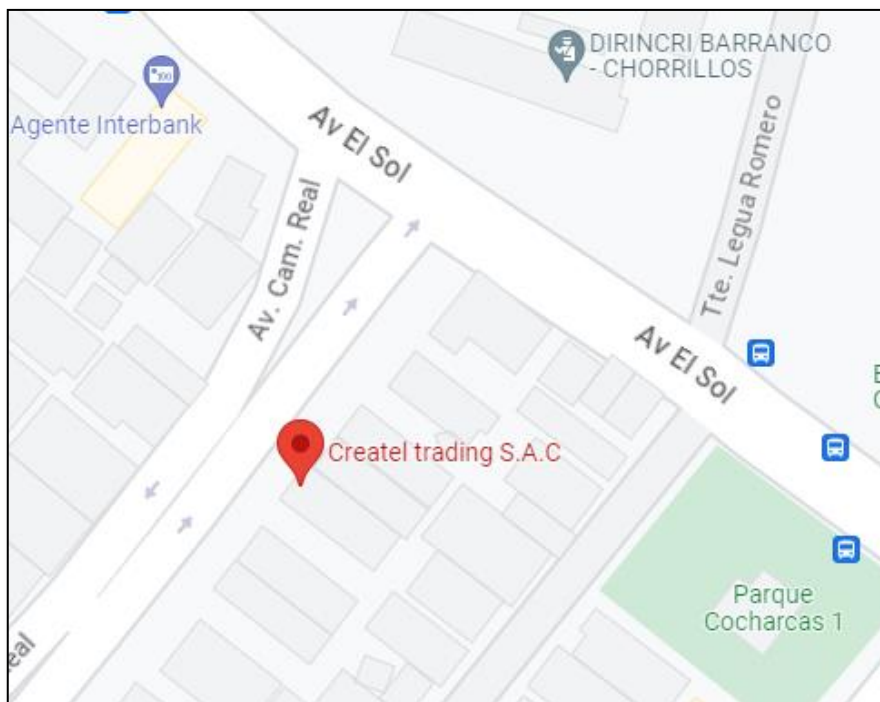 DIRINCRI BARRANCO
- CHORRILLOS
Agente Interbank
Av El Sol
Av. Cam. Real
Tte. Legua Romero
Av El Sol
Createl trading S.A.C
Parque
Cocharcas 1
eal